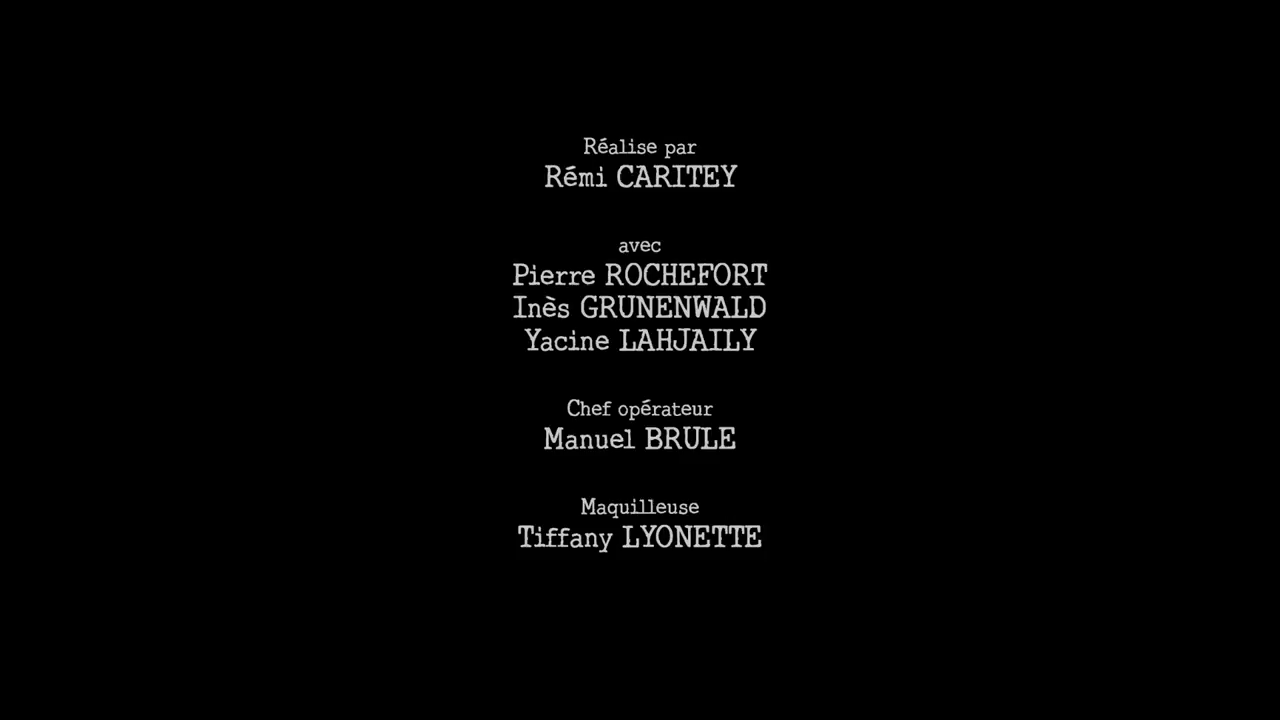 Réalise par
Rémi CARITEY
avec
Pierre ROCHEFORT
Inès GRUNENWALD
Yacine LAHJAILY
Chef opérateur
Manuel BRULE
Maquilleuse
Tiffany LYONETTE